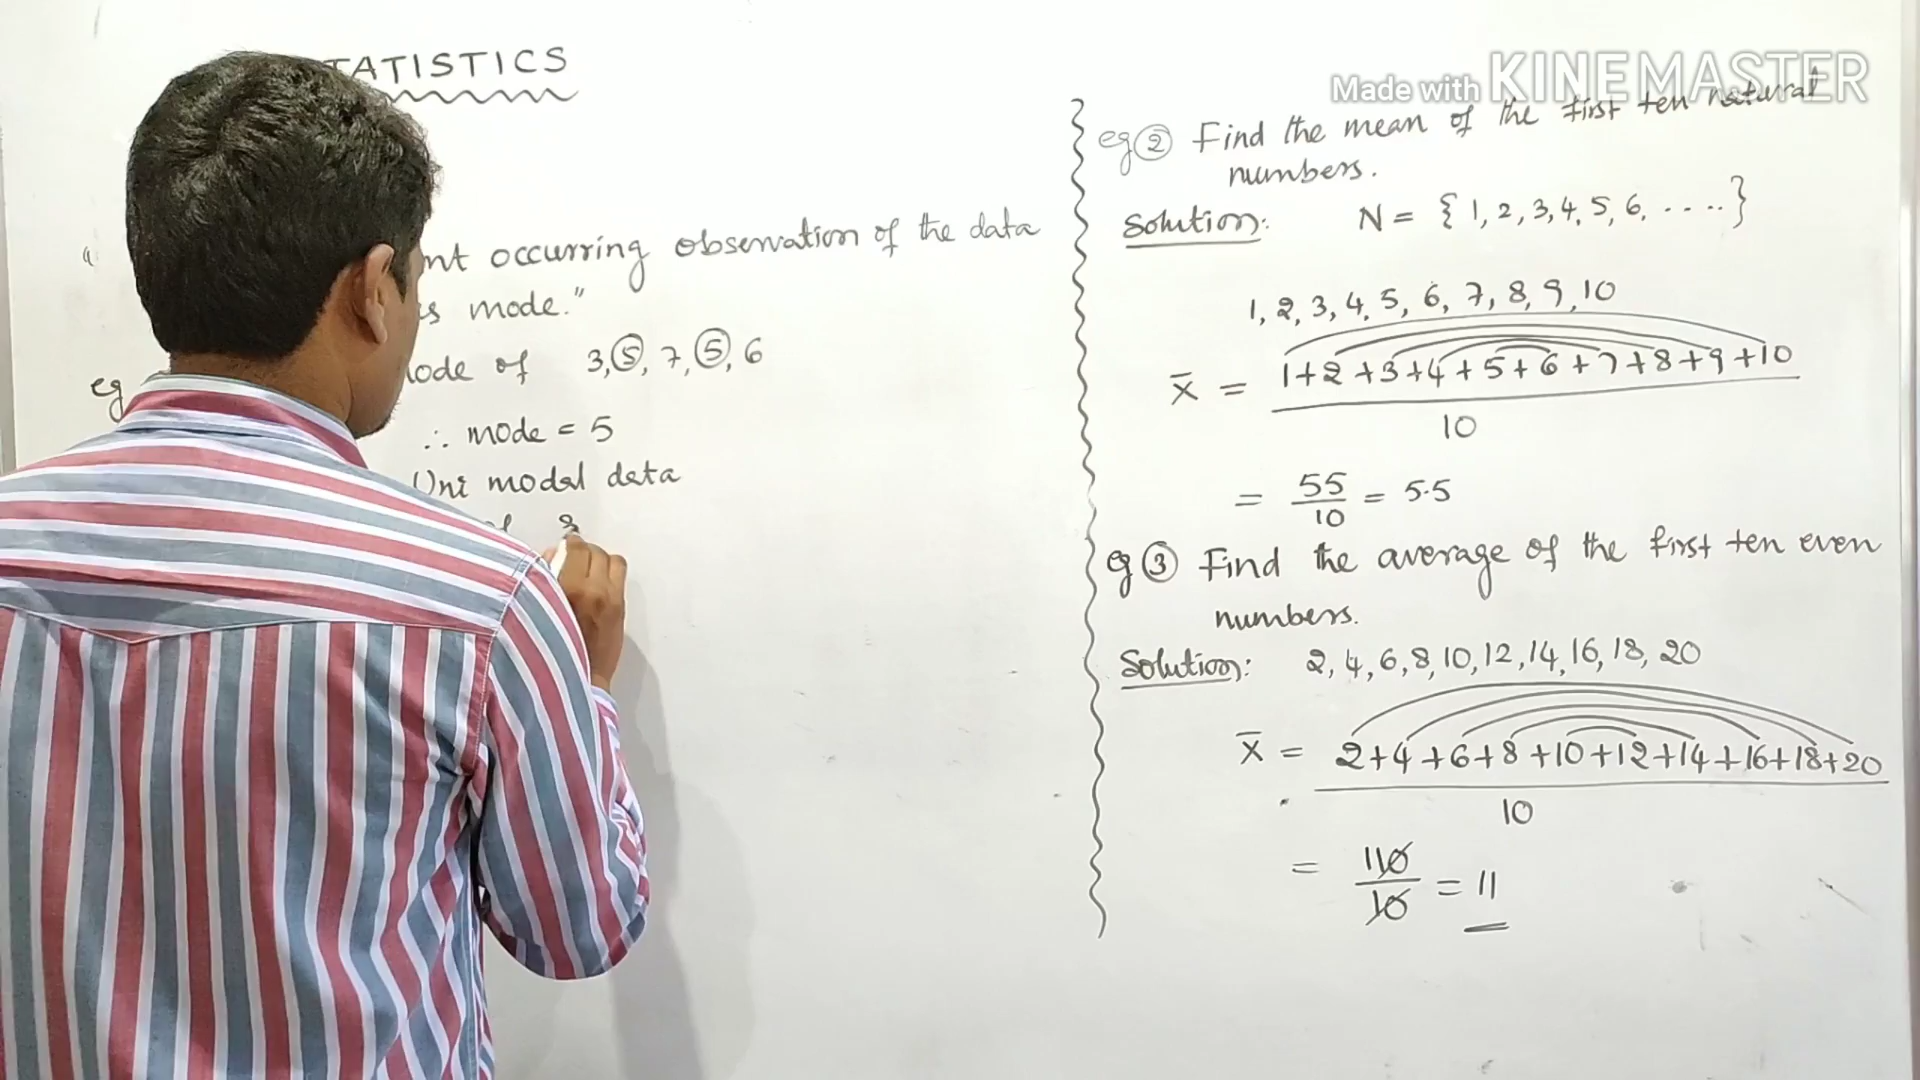 TATISTICS
" nt occurring observation of the data
s mode."
eg ode of 3, 5, 7, 5, 6
∴ mode = 5
Uni modal data
8
Made with KINEMASTER
eg ② Find the mean of the first ten natural
numbers.
Solution: N = { 1, 2, 3, 4, 5, 6, ..... }
1, 2, 3, 4, 5, 6, 7, 8, 9, 10
x̄ = 1+2+3+4+5+6+7+8+9+10
10
= 55/10 = 5.5
eg ③ Find the average of the first ten even
numbers.
Solution: 2, 4, 6, 8, 10, 12, 14, 16, 18, 20
x̄ = 2+4+6+8+10+12+14+16+18+20
10
= 110/10 = 11